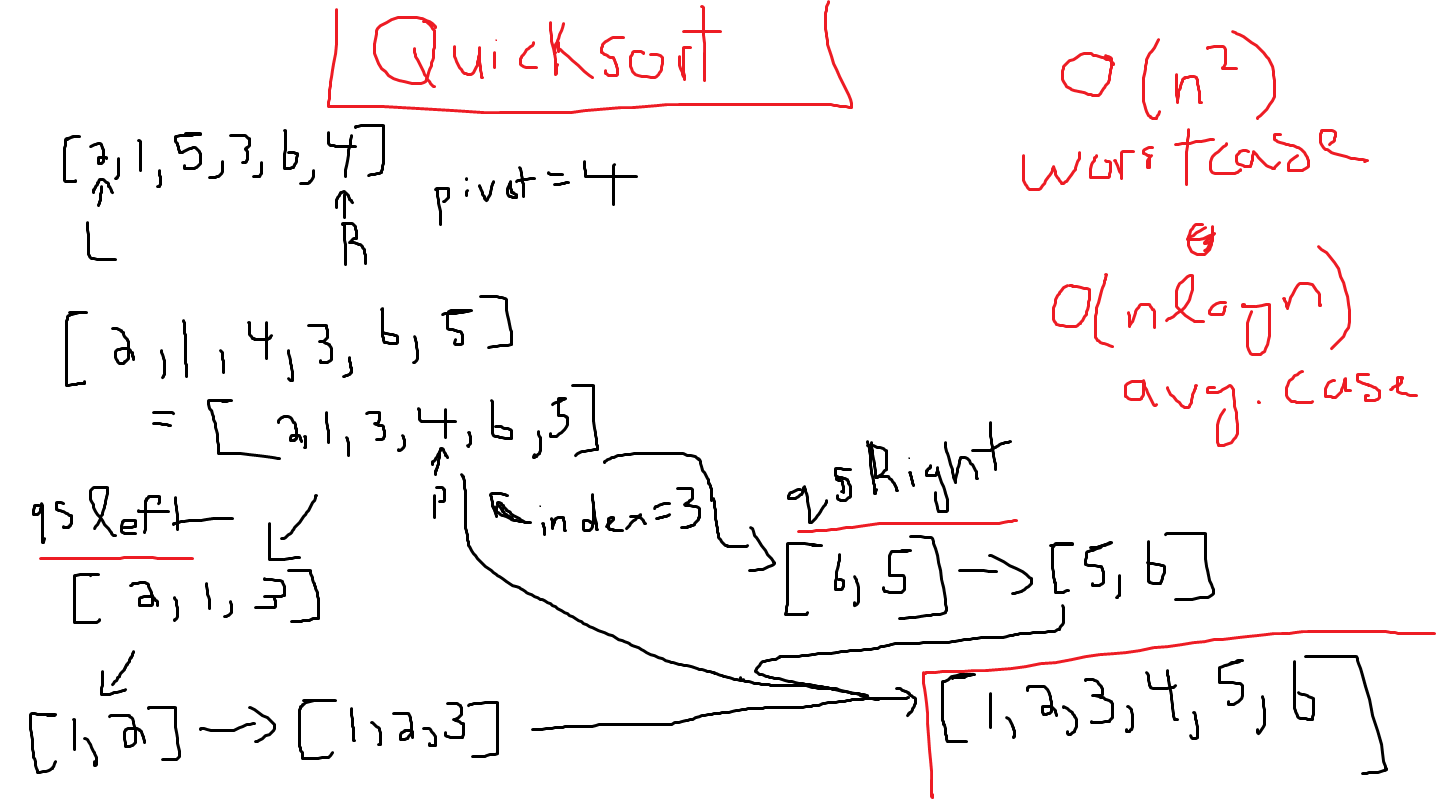 Quicksort
O(n²)
worstcase
[2,1,5,3,6,4]
pivot=4
L
R
O(nlogn)
avg.case
[2,1,4,3,6,5]
=[2,1,3,4,6,5]
P
index=3
qsleft
qsRight
[2,1,3]
[6,5]→[5,6]
[1,2]→[1,2,3]
[1,2,3,4,5,6]